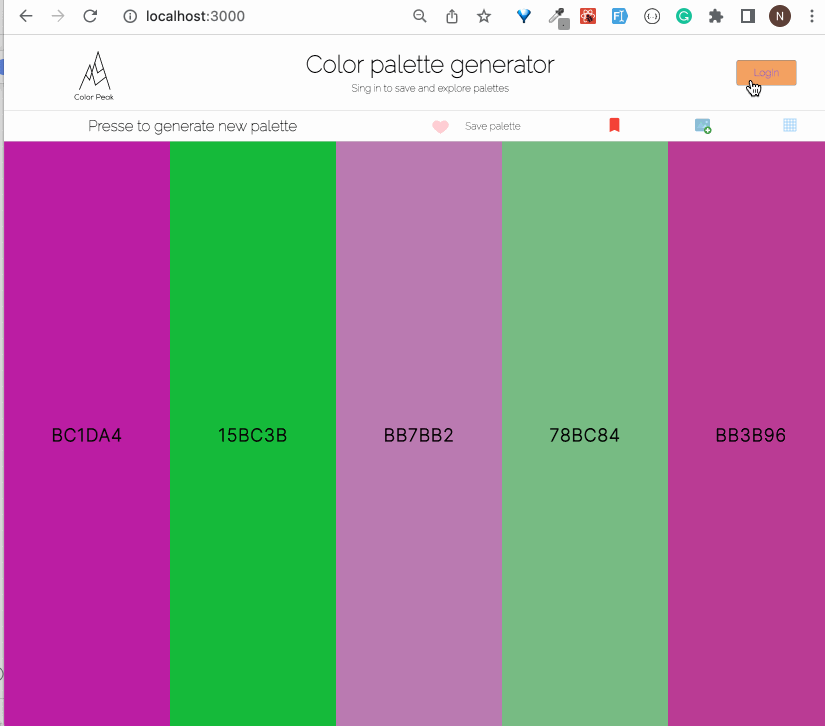 localhost:3000
N
Color Peak
Color palette generator
Sing in to save and explore palettes
Login
Presse to generate new palette
Save palette
BC1DA4
15BC3B
BB7BB2
78BC84
BB3B96